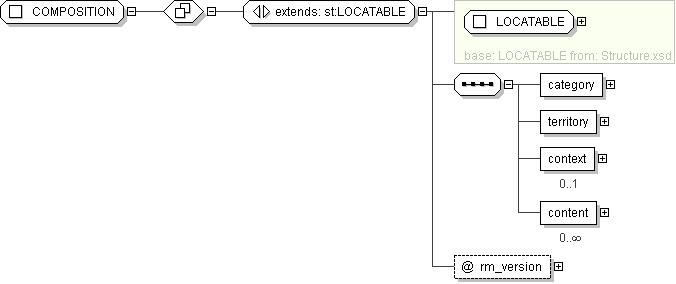 COMPOSITION
extends: st:LOCATABLE
LOCATABLE
base: LOCATABLE from: Structure.xsd
category
territory
context
0..1
content
0..∞
@ rm_version